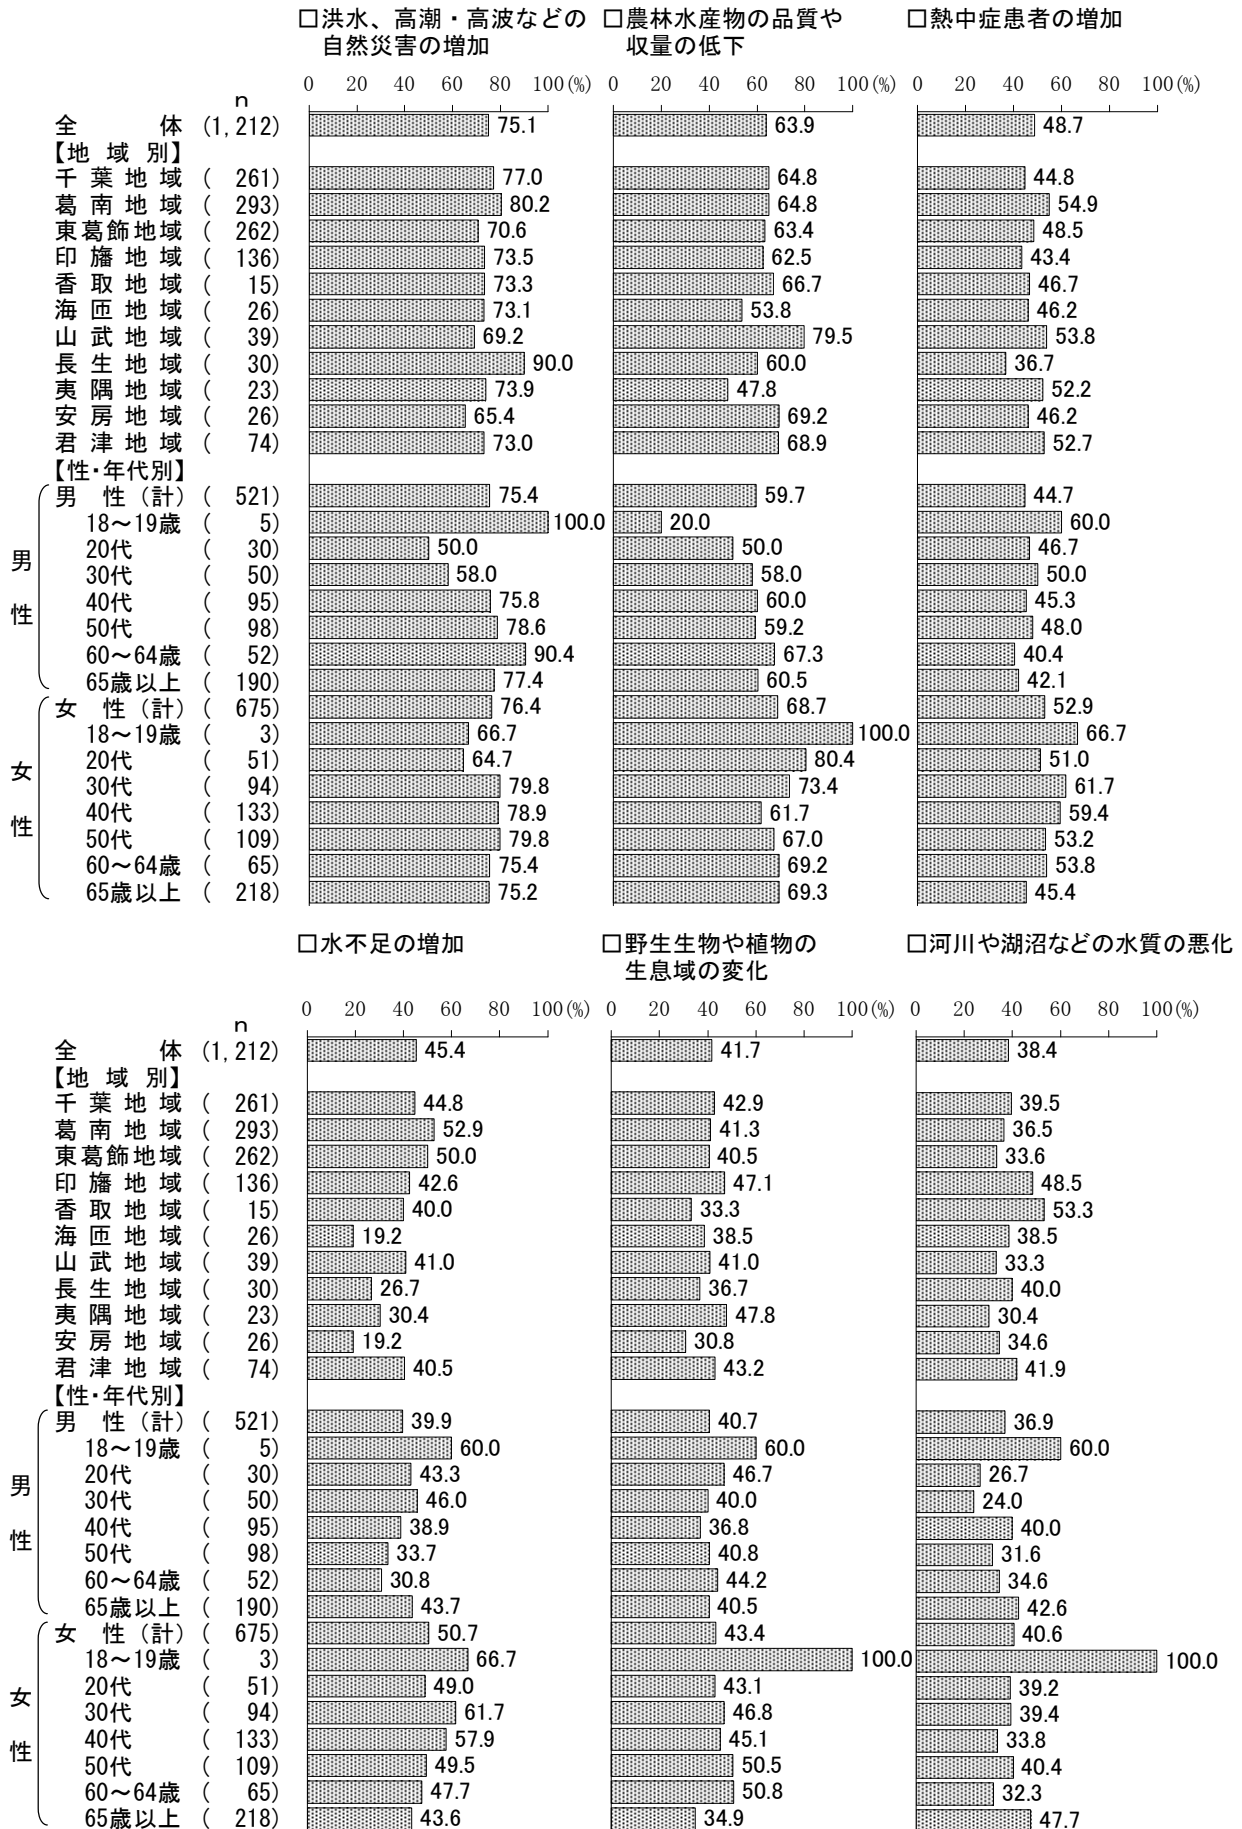 □洪水、高潮・高波などの自然災害の増加 □農林水産物の品質や収量の低下 □熱中症患者の増加
0 20 40 60 80 100(%) 0 20 40 60 80 100(%) 0 20 40 60 80 100(%)
n
全体 (1,212) 75.1 63.9 48.7
【地域別】
千葉地域 ( 261) 77.0 64.8 44.8
葛南地域 ( 293) 80.2 64.8 54.9
東葛飾地域 ( 262) 70.6 63.4 48.5
印旛地域 ( 136) 73.5 62.5 43.4
香取地域 ( 15) 73.3 66.7 46.7
海匝地域 ( 26) 73.1 53.8 46.2
山武地域 ( 39) 69.2 79.5 53.8
長生地域 ( 30) 90.0 60.0 36.7
夷隅地域 ( 23) 73.9 47.8 52.2
安房地域 ( 26) 65.4 69.2 46.2
君津地域 ( 74) 73.0 68.9 52.7
【性・年代別】
男性
男性(計) ( 521) 75.4 59.7 44.7
18～19歳 ( 5) 100.0 20.0 60.0
20代 ( 30) 50.0 50.0 46.7
30代 ( 50) 58.0 58.0 50.0
40代 ( 95) 75.8 60.0 45.3
50代 ( 98) 78.6 59.2 48.0
60～64歳 ( 52) 90.4 67.3 40.4
65歳以上 ( 190) 77.4 60.5 42.1
女性
女性(計) ( 675) 76.4 68.7 52.9
18～19歳 ( 3) 66.7 100.0 66.7
20代 ( 51) 64.7 80.4 51.0
30代 ( 94) 79.8 73.4 61.7
40代 ( 133) 78.9 61.7 59.4
50代 ( 109) 79.8 67.0 53.2
60～64歳 ( 65) 75.4 69.2 53.8
65歳以上 ( 218) 75.2 69.3 45.4
□水不足の増加 □野生生物や植物の生息域の変化 □河川や湖沼などの水質の悪化
0 20 40 60 80 100(%) 0 20 40 60 80 100(%) 0 20 40 60 80 100(%)
n
全体 (1,212) 45.4 41.7 38.4
【地域別】
千葉地域 ( 261) 44.8 42.9 39.5
葛南地域 ( 293) 52.9 41.3 36.5
東葛飾地域 ( 262) 50.0 40.5 33.6
印旛地域 ( 136) 42.6 47.1 48.5
香取地域 ( 15) 40.0 33.3 53.3
海匝地域 ( 26) 19.2 38.5 38.5
山武地域 ( 39) 41.0 41.0 33.3
長生地域 ( 30) 26.7 36.7 40.0
夷隅地域 ( 23) 30.4 47.8 30.4
安房地域 ( 26) 19.2 30.8 34.6
君津地域 ( 74) 40.5 43.2 41.9
【性・年代別】
男性
男性(計) ( 521) 39.9 40.7 36.9
18～19歳 ( 5) 60.0 60.0 60.0
20代 ( 30) 43.3 46.7 26.7
30代 ( 50) 46.0 40.0 24.0
40代 ( 95) 38.9 36.8 40.0
50代 ( 98) 33.7 40.8 31.6
60～64歳 ( 52) 30.8 44.2 34.6
65歳以上 ( 190) 43.7 40.5 42.6
女性
女性(計) ( 675) 50.7 43.4 40.6
18～19歳 ( 3) 66.7 100.0 100.0
20代 ( 51) 49.0 43.1 39.2
30代 ( 94) 61.7 46.8 39.4
40代 ( 133) 57.9 45.1 33.8
50代 ( 109) 49.5 50.5 40.4
60～64歳 ( 65) 47.7 50.8 32.3
65歳以上 ( 218) 43.6 34.9 47.7